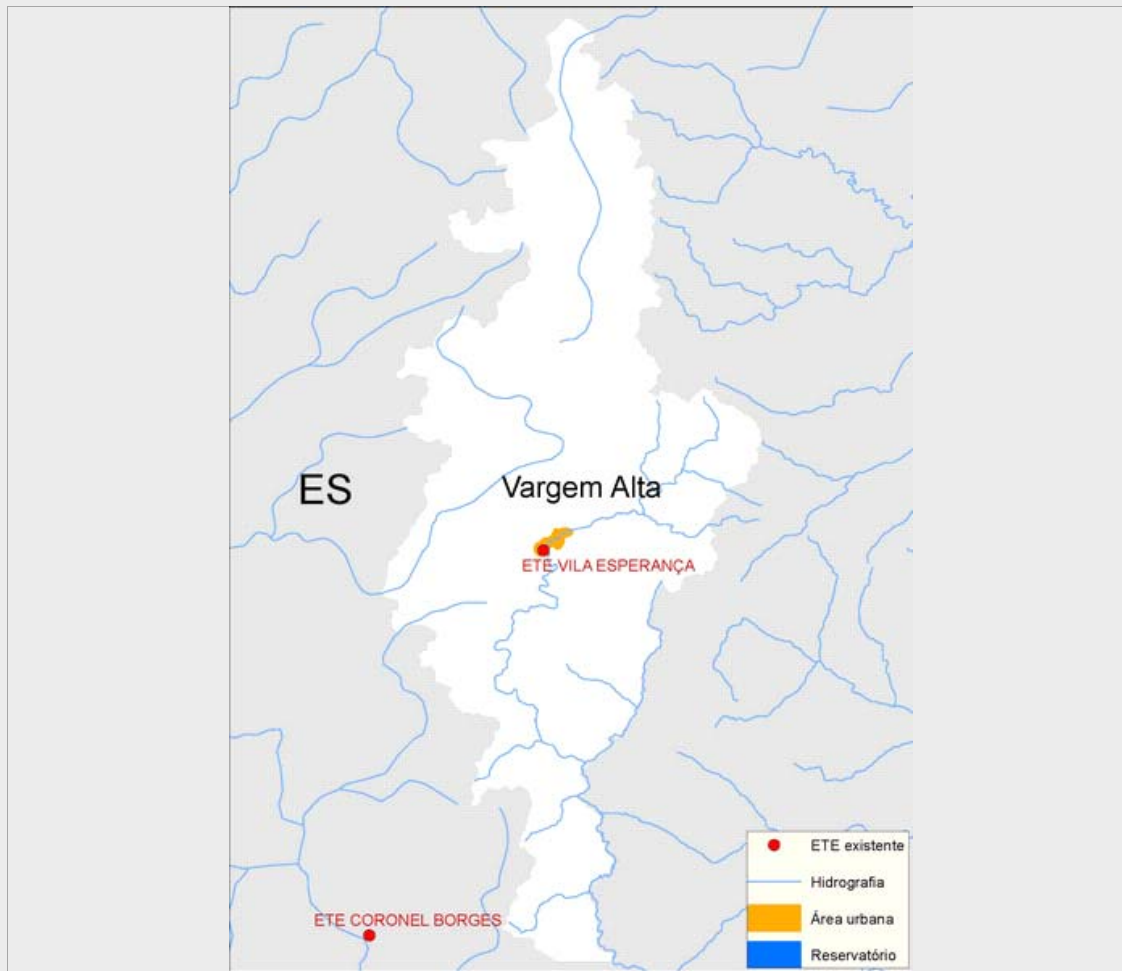 ES
Vargem Alta
ETE VILA ESPERANÇA
ETE CORONEL BORGES
ETE existente
Hidrografia
Área urbana
Reservatório